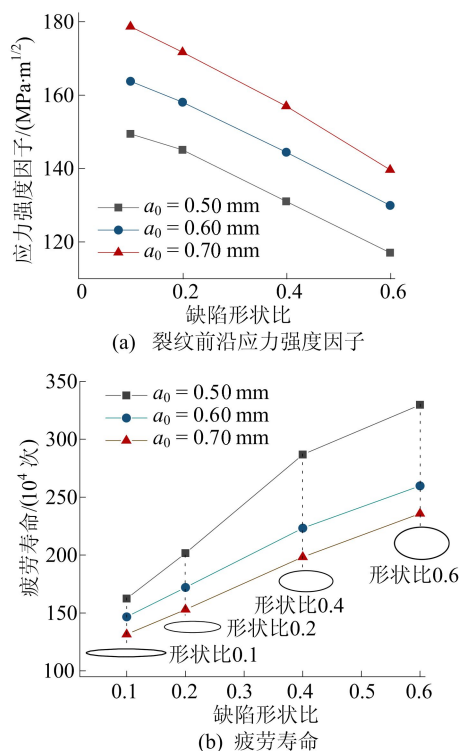 180
160
140
120
应力强度因子/(MPa·m^{1/2})
a₀ = 0.50 mm
a₀ = 0.60 mm
a₀ = 0.70 mm
0 0.2 0.4 0.6
缺陷形状比
(a) 裂纹前沿应力强度因子
350
300
250
200
150
100
疲劳寿命/(10⁴ 次)
a₀ = 0.50 mm
a₀ = 0.60 mm
a₀ = 0.70 mm
形状比0.6
形状比0.4
形状比0.2
形状比0.1
0.1 0.2 0.3 0.4 0.5 0.6
缺陷形状比
(b) 疲劳寿命